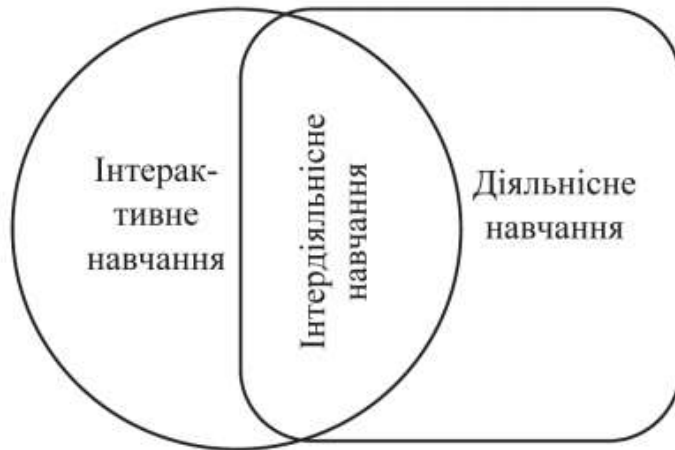 Інтерак-
тивне
навчання
Інтердіяльнісне
навчання
Діяльнісне
навчання